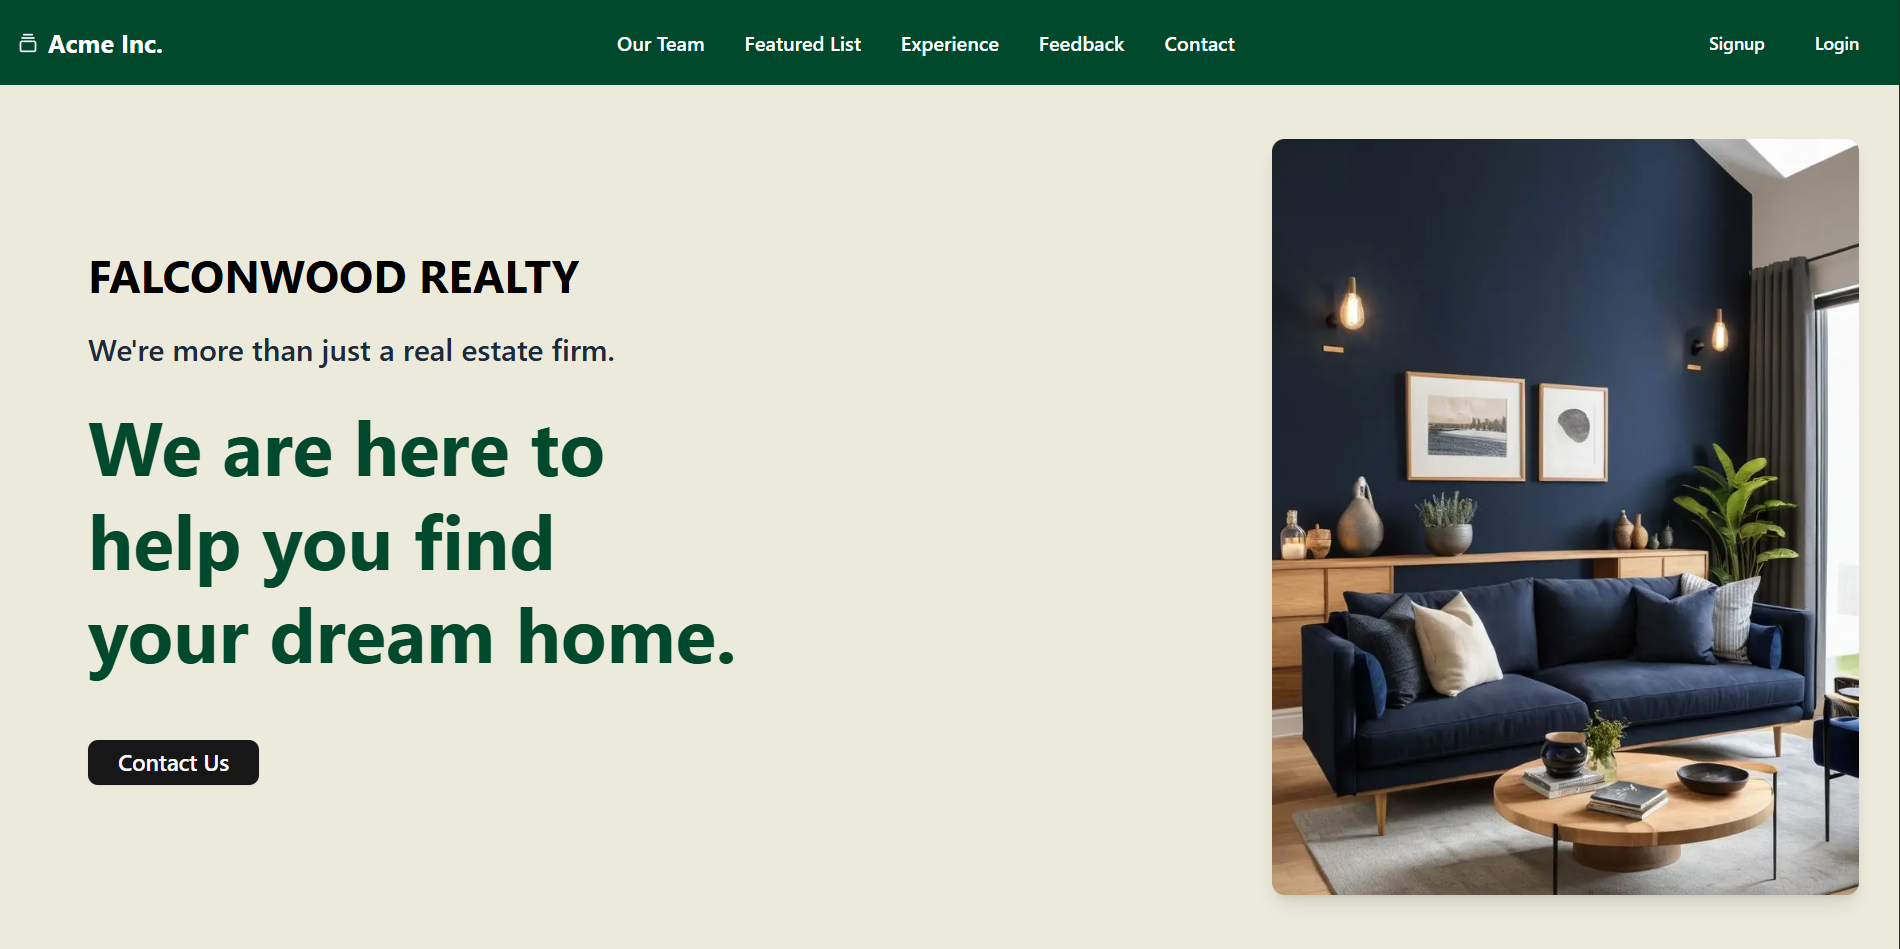 Acme Inc.
Our Team
Featured List
Experience
Feedback
Contact
Signup
Login
FALCONWOOD REALTY
We're more than just a real estate firm.
We are here to
help you find
your dream home.
Contact Us